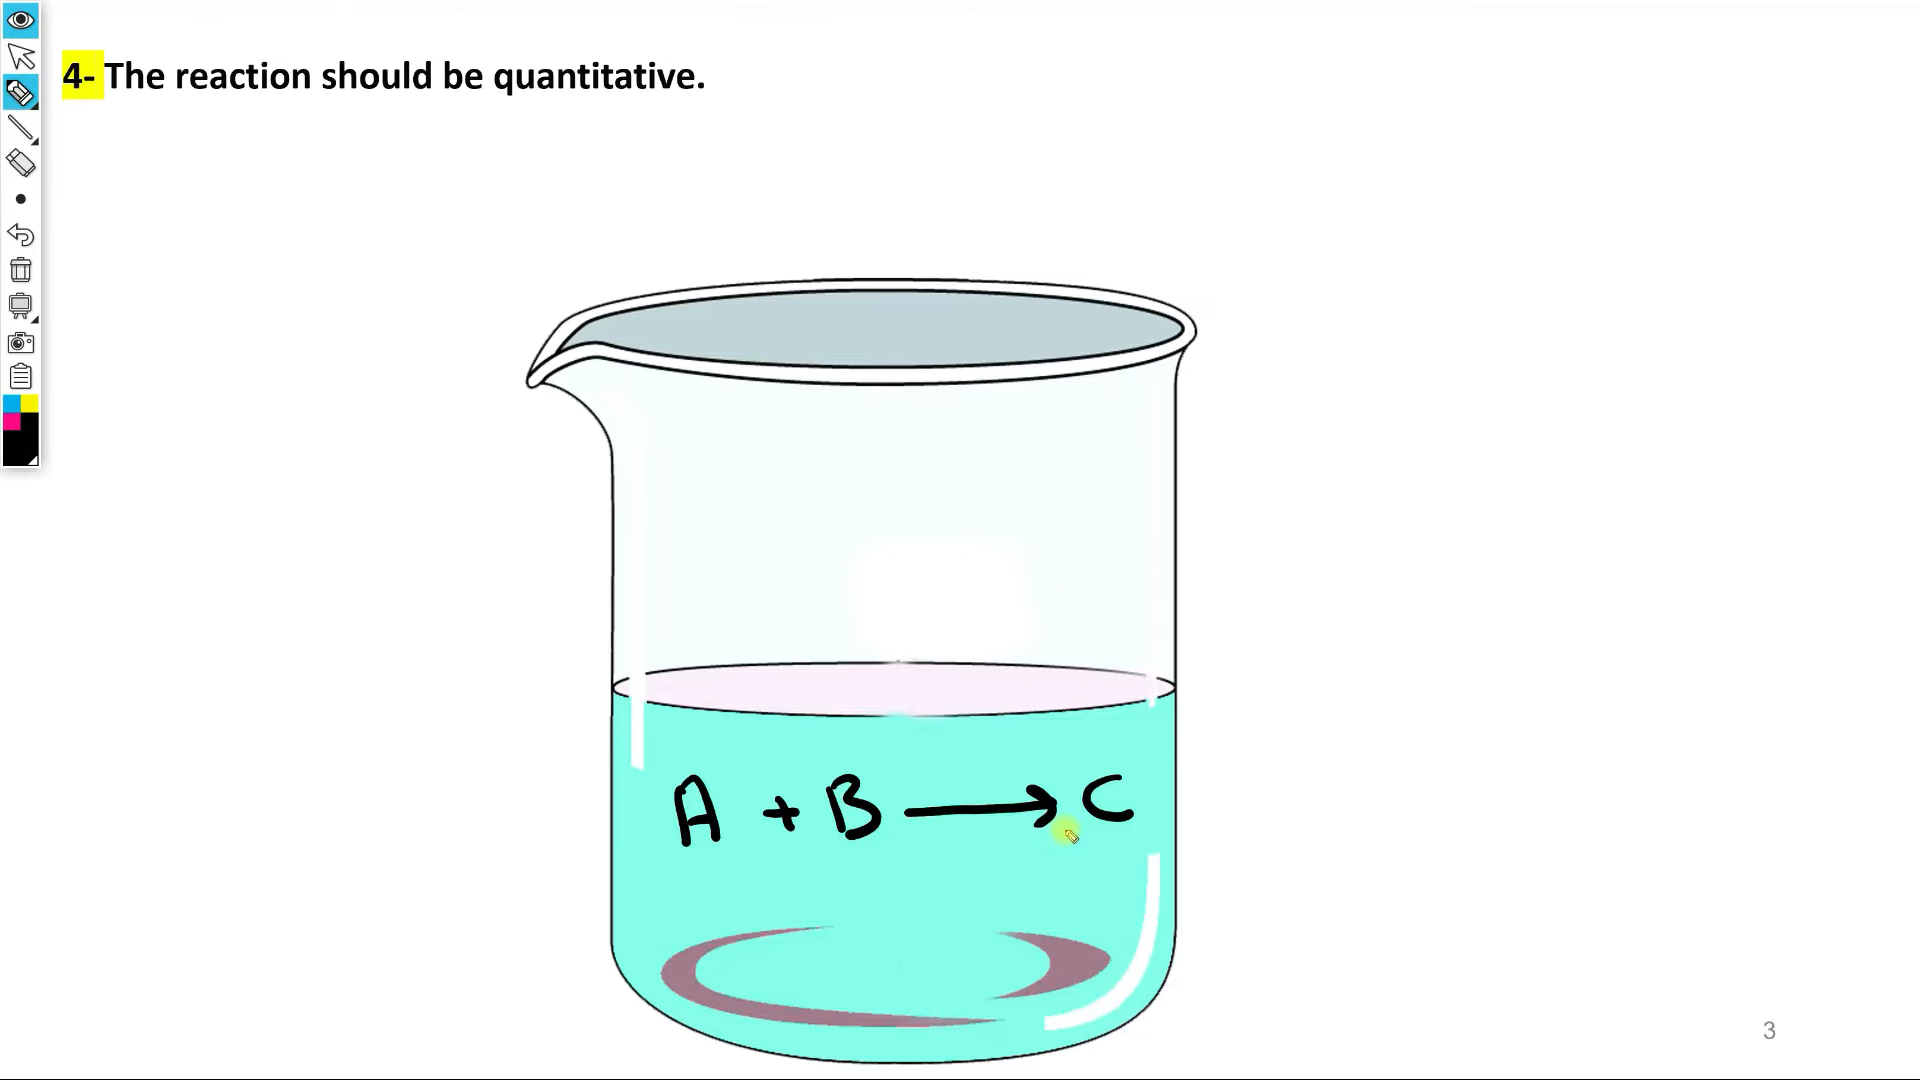 4- The reaction should be quantitative.
A + B ⟶ C
3